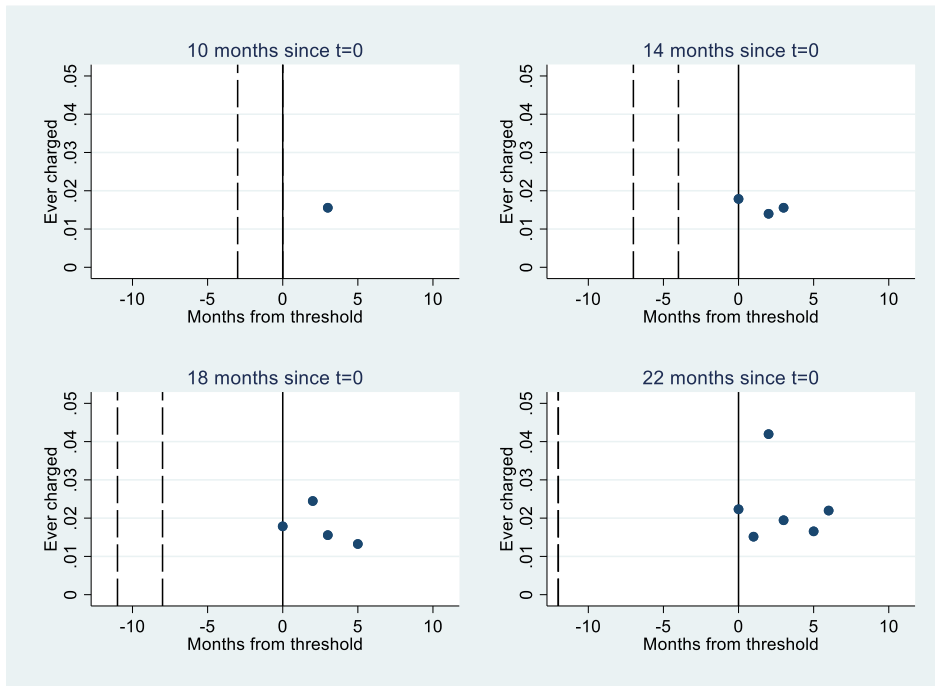 10 months since t=0
Ever charged
0 .01 .02 .03 .04 .05
-10 -5 0 5 10
Months from threshold
14 months since t=0
Ever charged
0 .01 .02 .03 .04 .05
-10 -5 0 5 10
Months from threshold
18 months since t=0
Ever charged
0 .01 .02 .03 .04 .05
-10 -5 0 5 10
Months from threshold
22 months since t=0
Ever charged
0 .01 .02 .03 .04 .05
-10 -5 0 5 10
Months from threshold